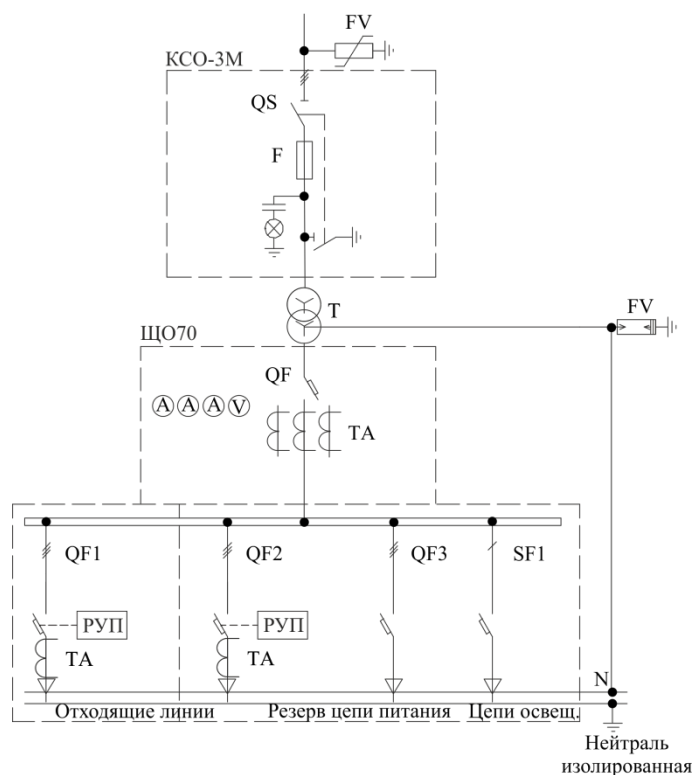 FV
КСО-3М
QS
F
T
FV
ЩО70
QF
A A A V
TA
QF1
QF2
QF3
SF1
РУП
РУП
TA
TA
N
Отходящие линии
Резерв цепи питания
Цепи освещ.
Нейтраль
изолированная